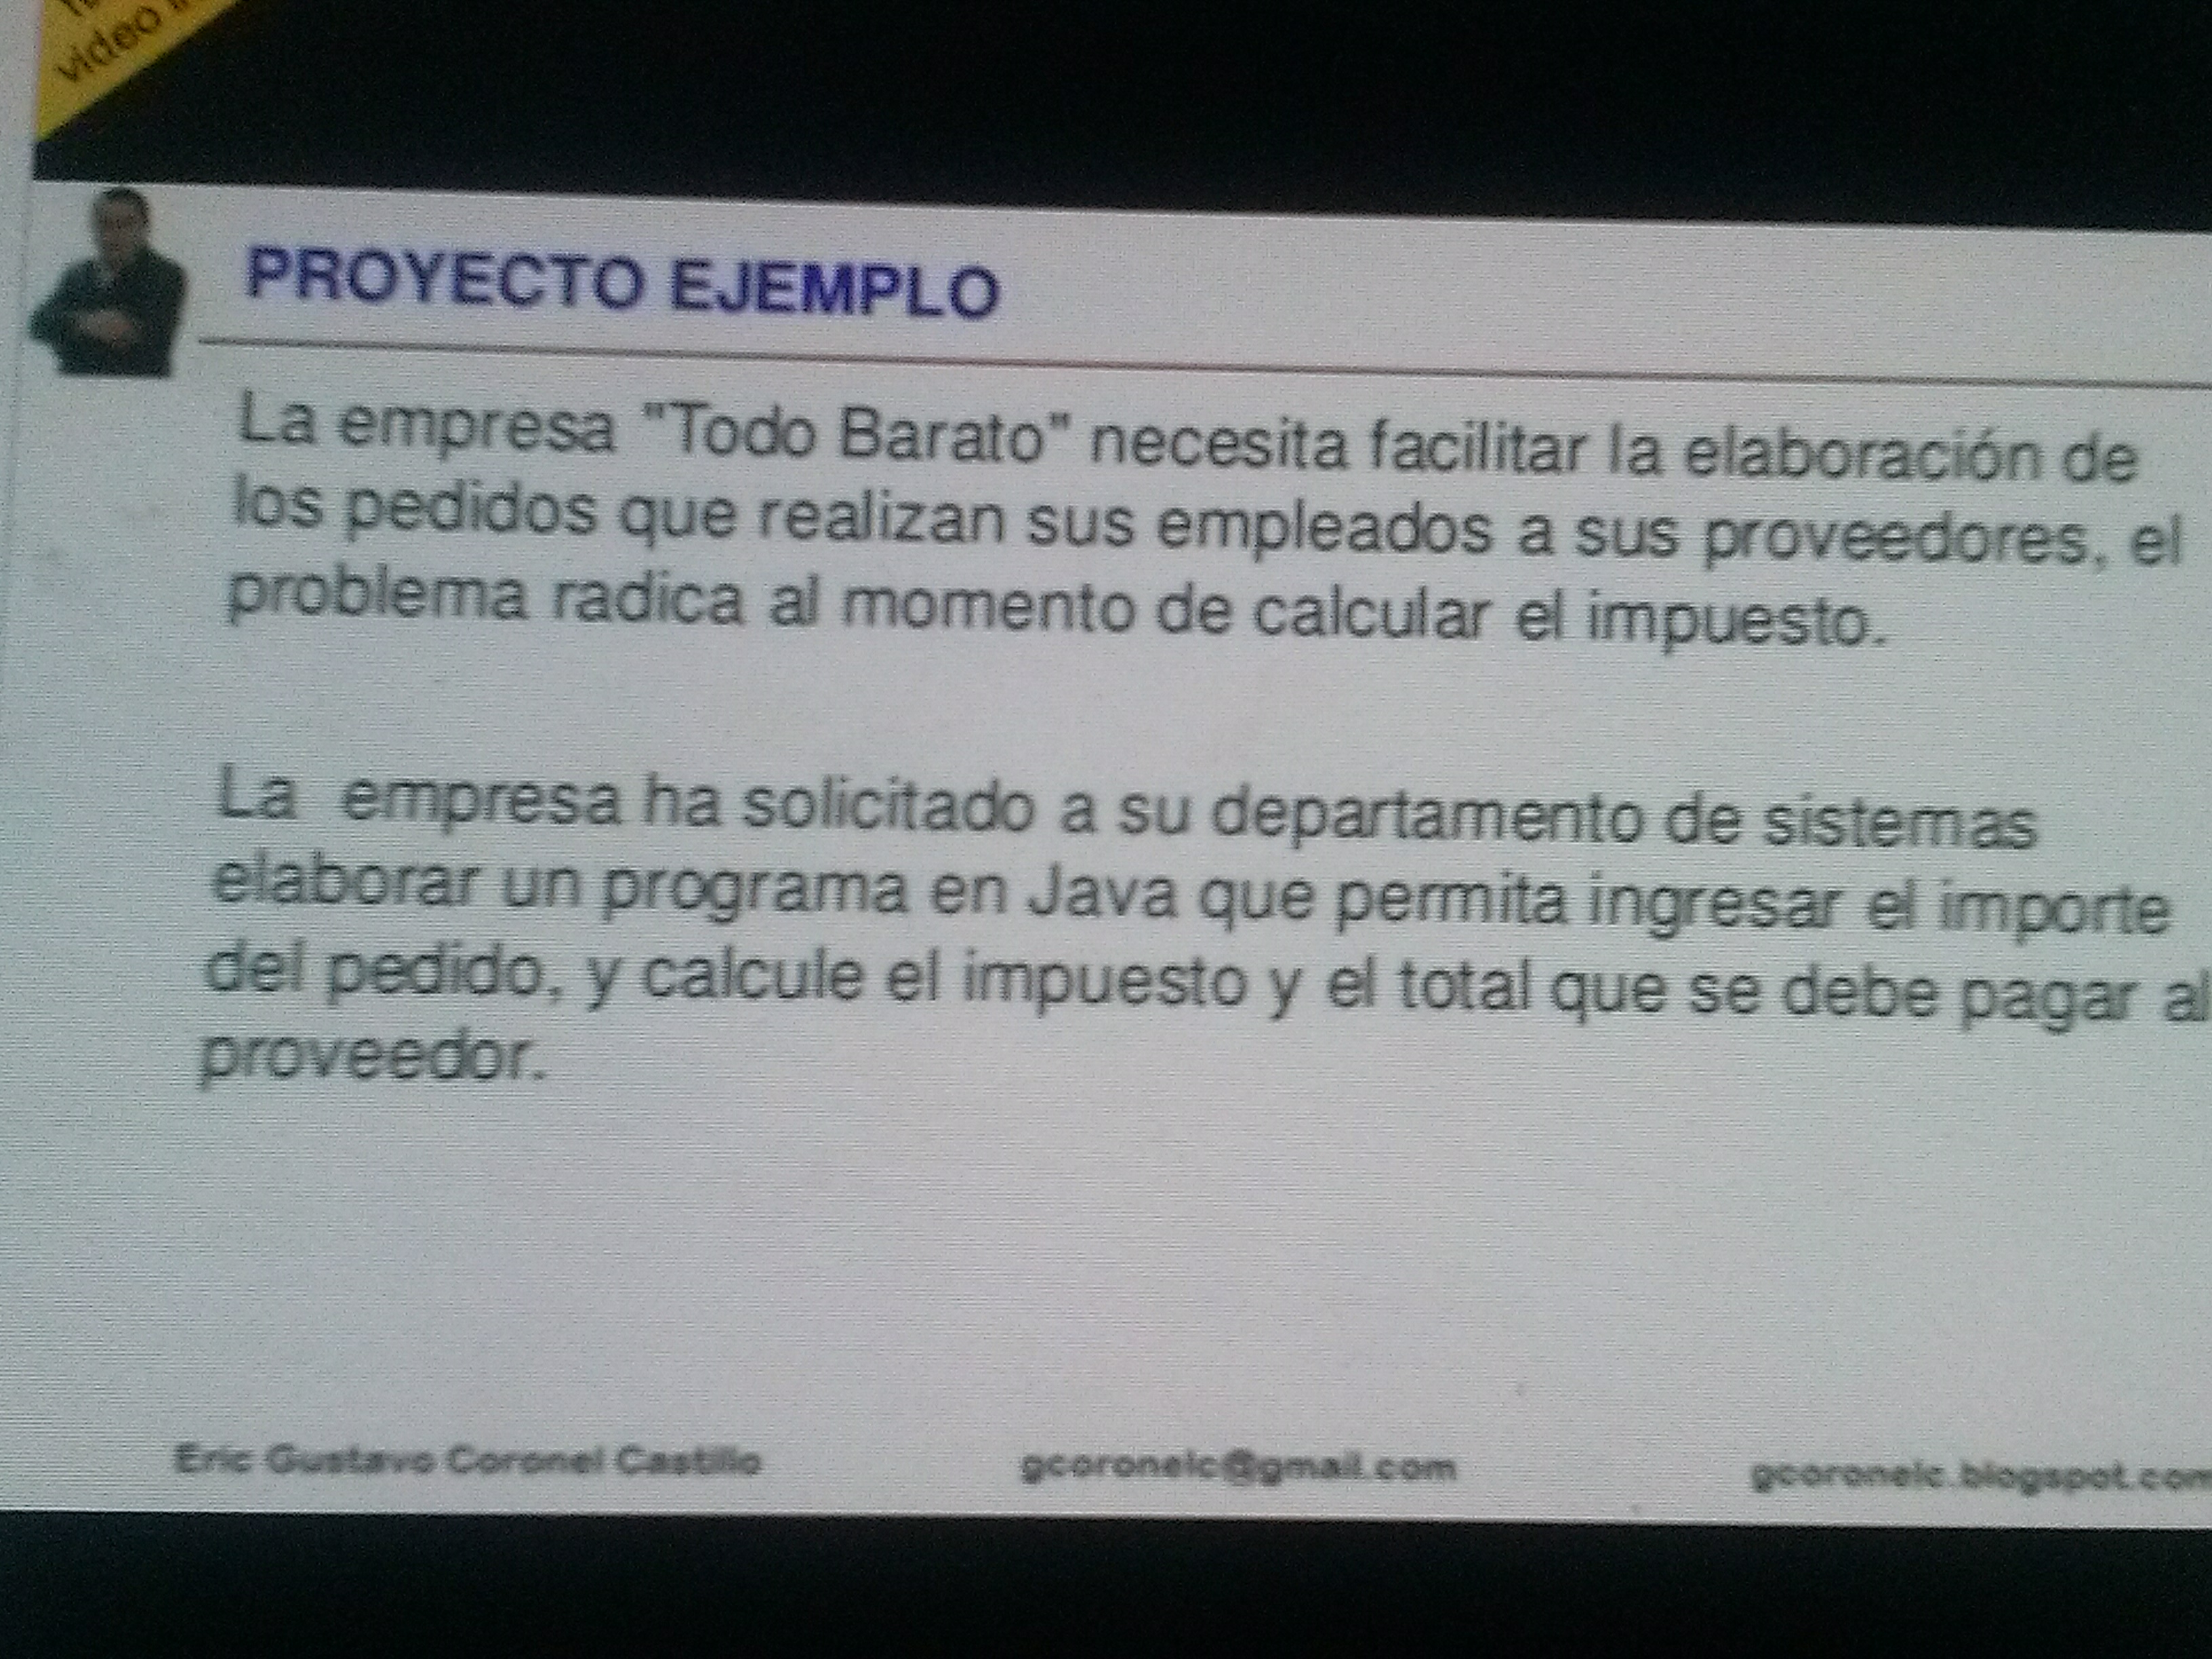 video
PROYECTO EJEMPLO
La empresa "Todo Barato" necesita facilitar la elaboración de
los pedidos que realizan sus empleados a sus proveedores, el
problema radica al momento de calcular el impuesto.
La empresa ha solicitado a su departamento de sistemas
elaborar un programa en Java que permita ingresar el importe
del pedido, y calcule el impuesto y el total que se debe pagar al
proveedor.
Eric Gustavo Coronel Castillo gcoronelc@gmail.com gcoronelc.blogspot.com